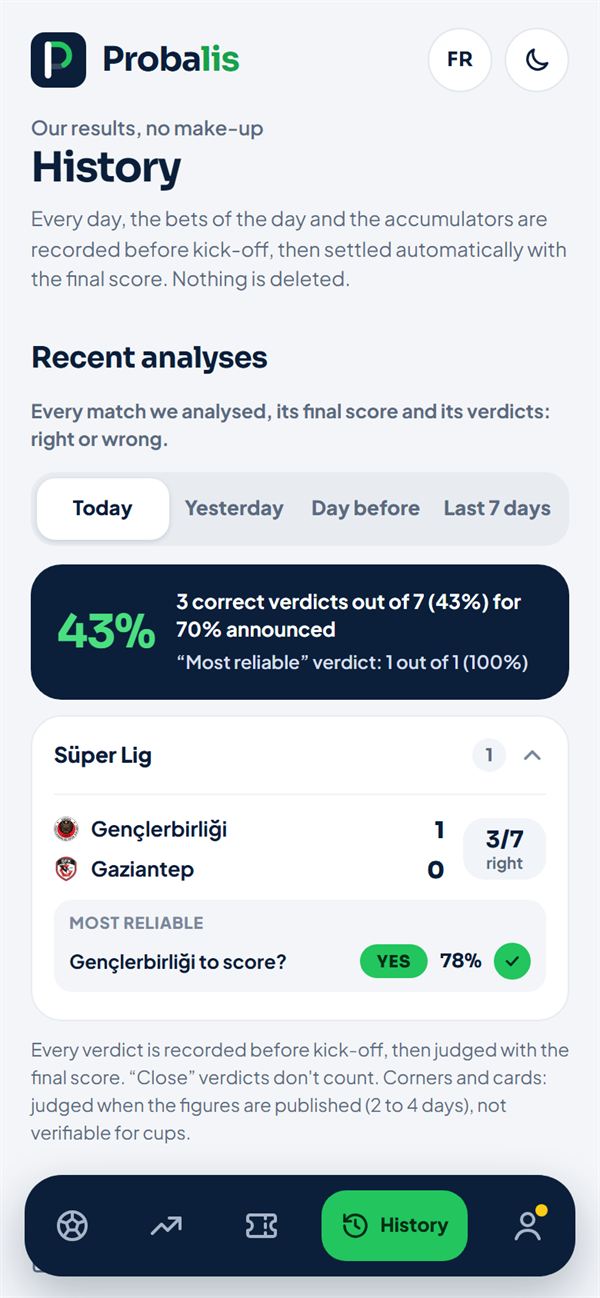 Probalis
FR
Our results, no make-up
History
Every day, the bets of the day and the accumulators are
recorded before kick-off, then settled automatically with
the final score. Nothing is deleted.
Recent analyses
Every match we analysed, its final score and its verdicts:
right or wrong.
Today Yesterday Day before Last 7 days
43%
3 correct verdicts out of 7 (43%) for
70% announced
“Most reliable” verdict: 1 out of 1 (100%)
Süper Lig 1
Gençlerbirliği 1
Gaziantep 0
3/7
right
MOST RELIABLE
Gençlerbirliği to score? YES 78%
Every verdict is recorded before kick-off, then judged with the
final score. “Close” verdicts don't count. Corners and cards:
judged when the figures are published (2 to 4 days), not
verifiable for cups.
History